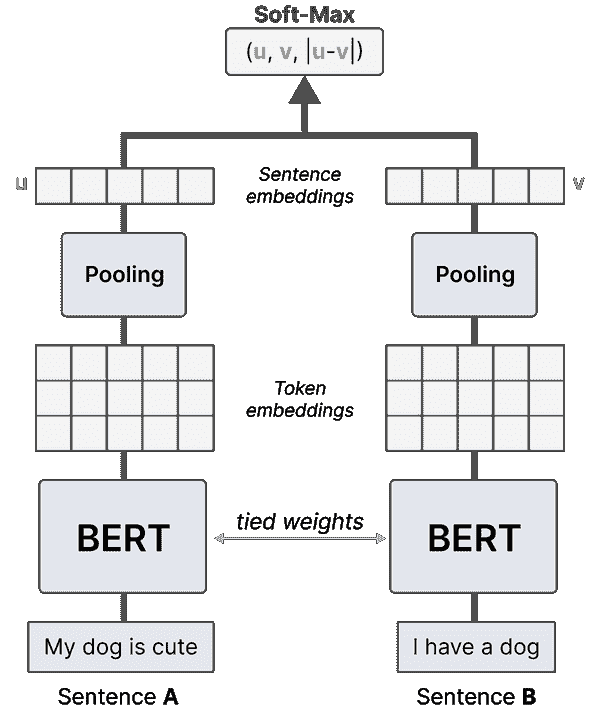 Soft-Max
(u, v, |u-v|)
u
Sentence
embeddings
v
Pooling
Pooling
Token
embeddings
BERT
tied weights
BERT
My dog is cute
I have a dog
Sentence A
Sentence B